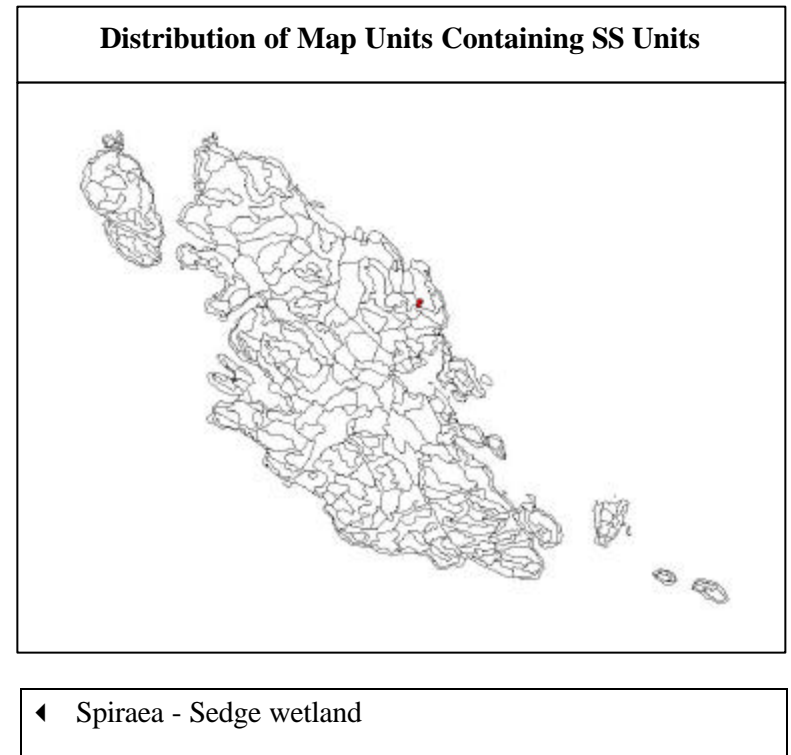 Distribution of Map Units Containing SS Units
Spiraea - Sedge wetland